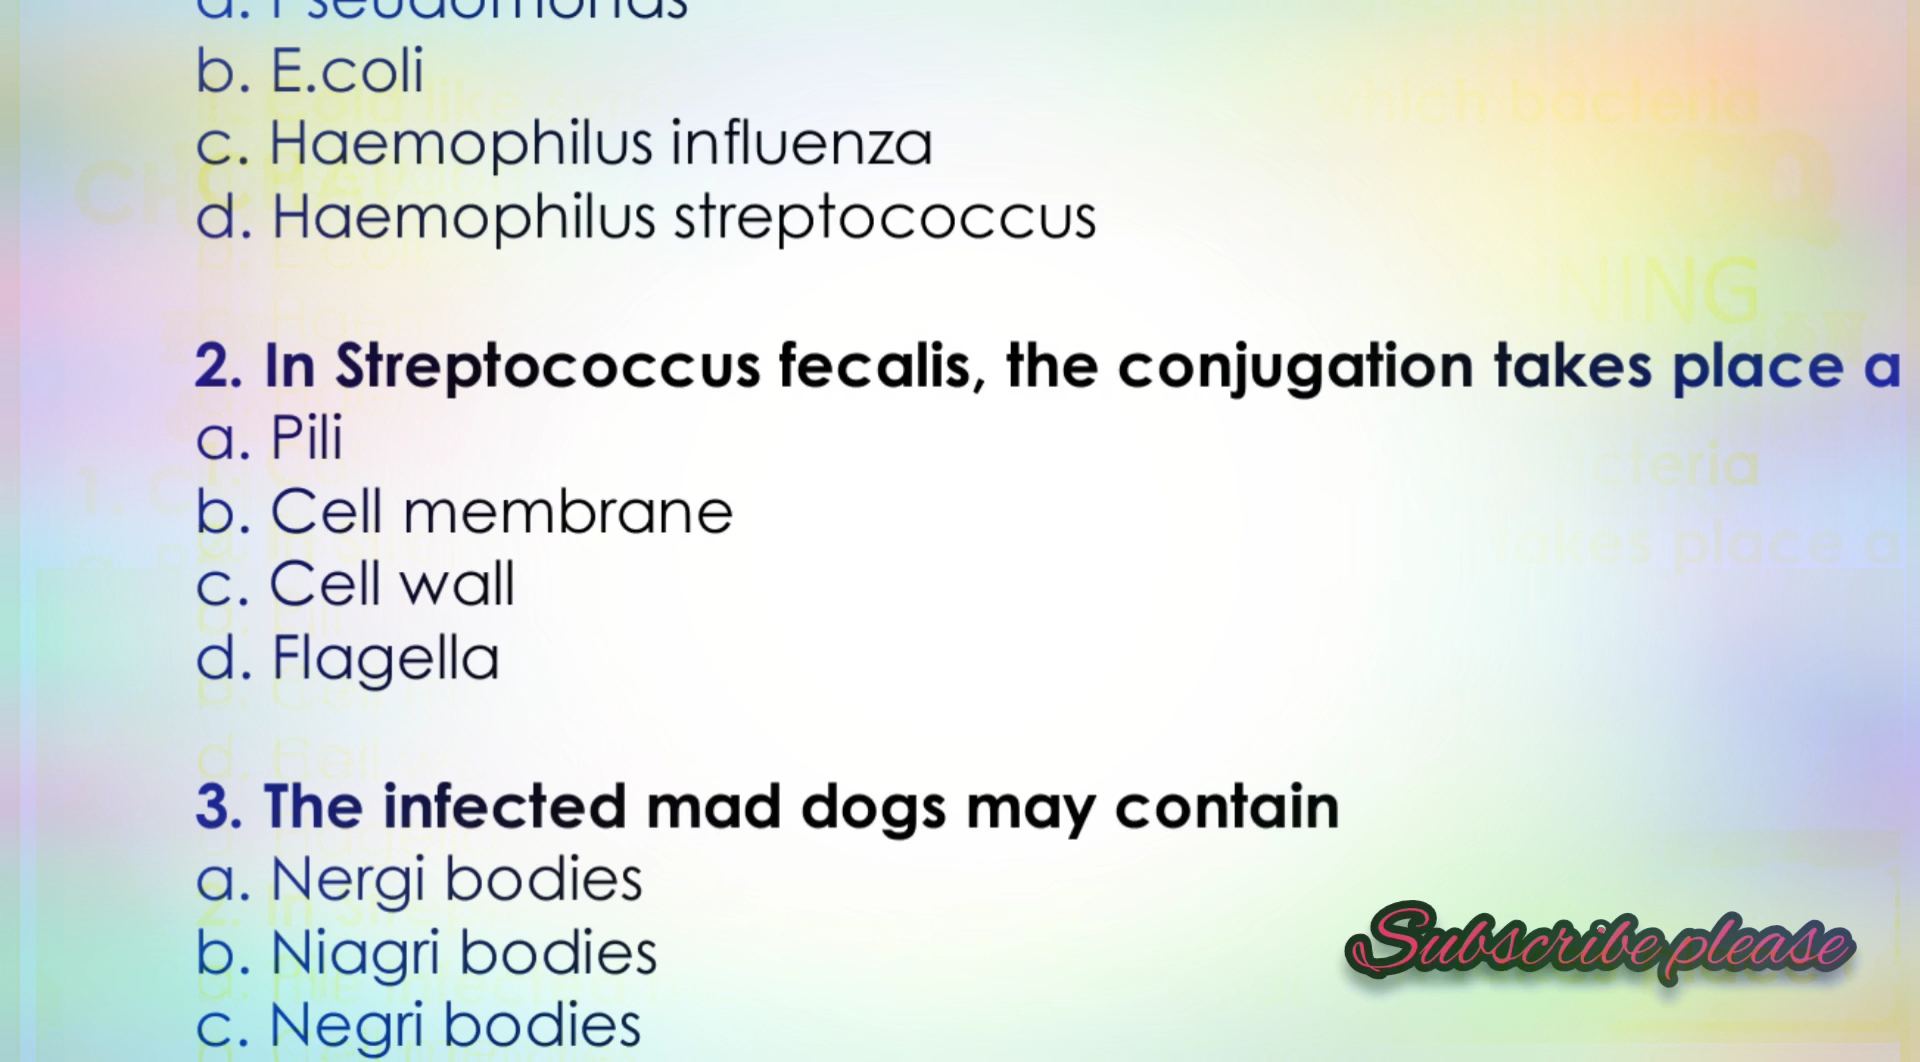 a. Pseudomonas
b. E.coli
c. Haemophilus influenza
d. Haemophilus streptococcus
2. In Streptococcus fecalis, the conjugation takes place a
a. Pili
b. Cell membrane
c. Cell wall
d. Flagella
3. The infected mad dogs may contain
a. Nergi bodies
b. Niagri bodies
c. Negri bodies
Subscribe please